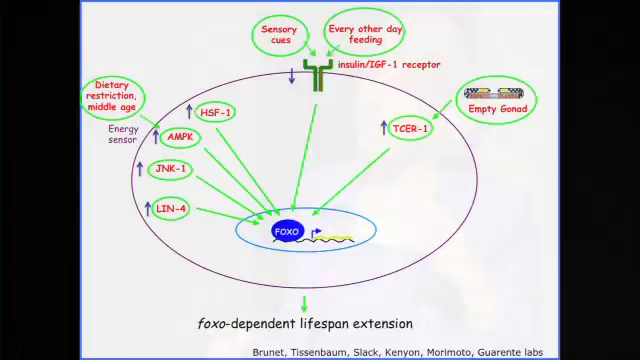 Sensory
cues
Every other day
feeding
insulin/IGF-1 receptor
Dietary
restriction,
middle age
Energy
sensor
HSF-1
AMPK
JNK-1
LIN-4
TCER-1
Empty Gonad
FOXO
foxo-dependent lifespan extension
Brunet, Tissenbaum, Slack, Kenyon, Morimoto, Guarente labs